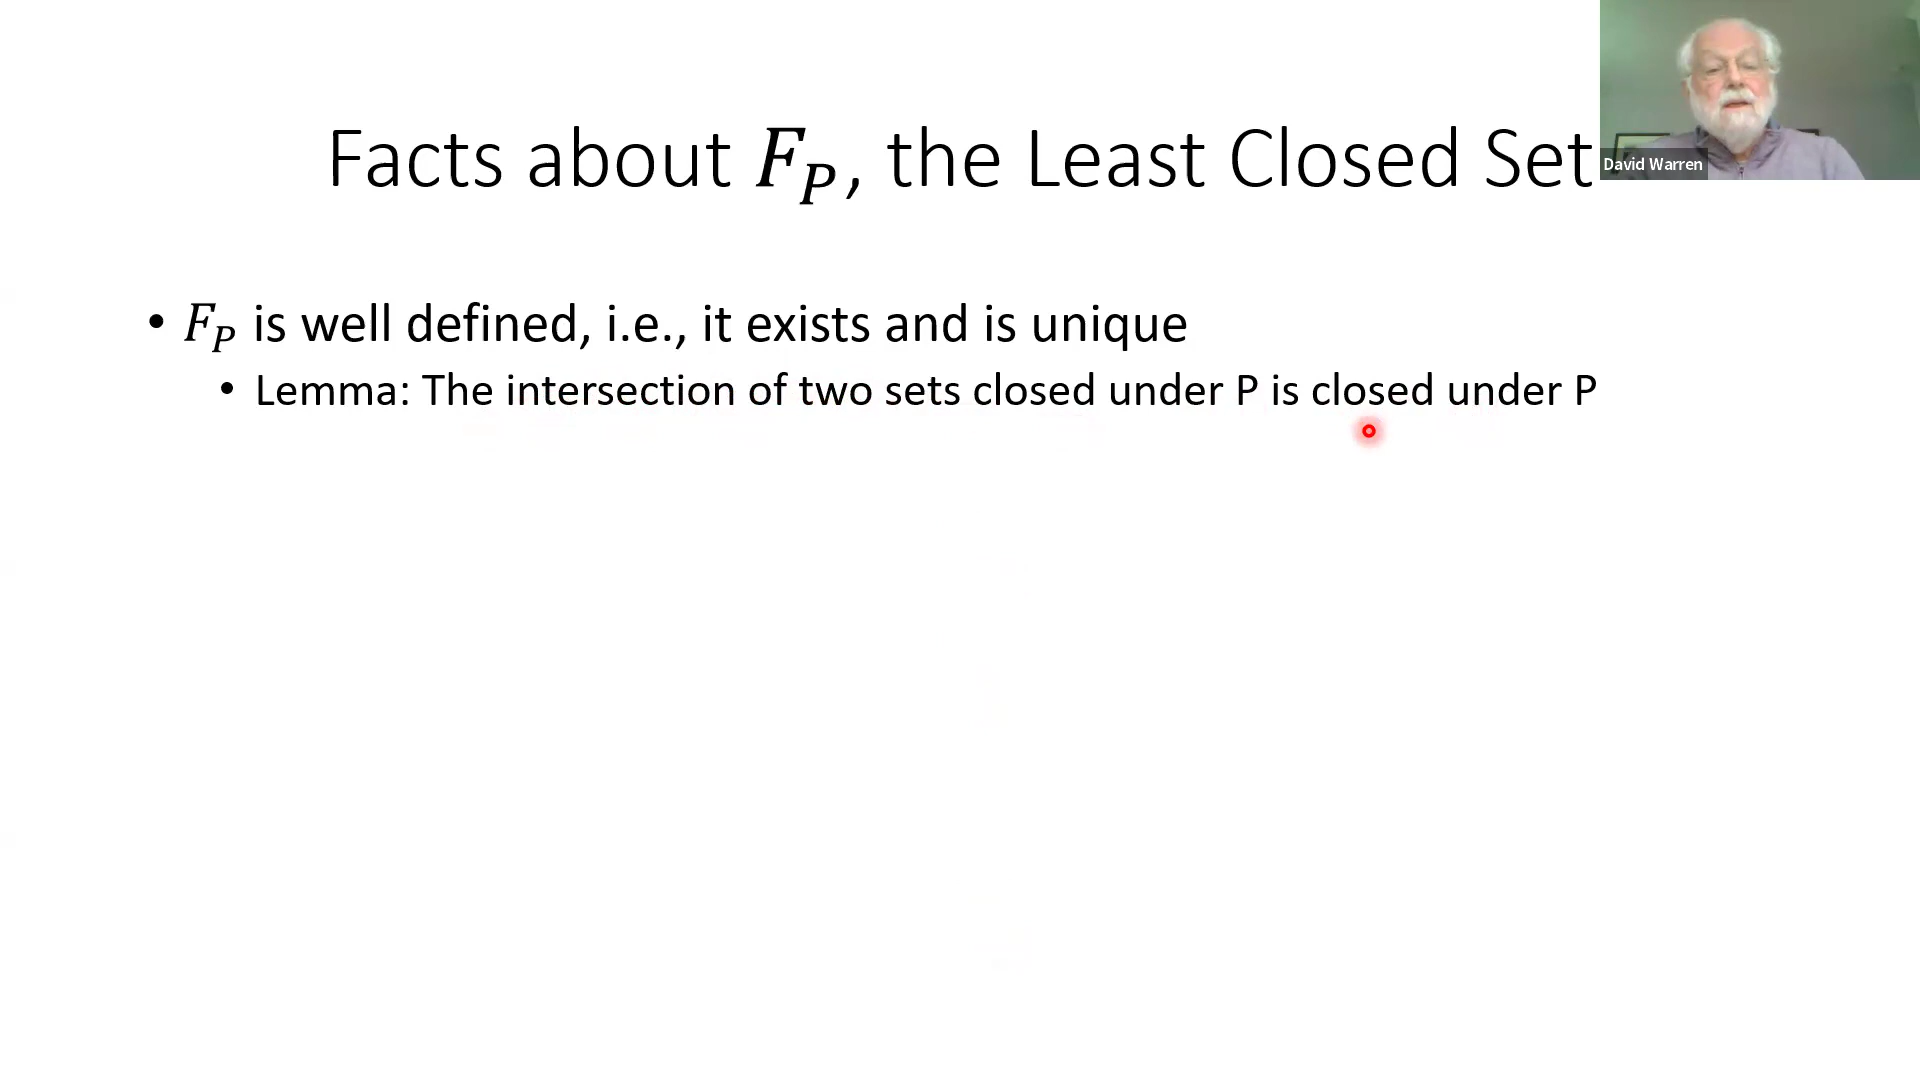 Facts about F_P, the Least Closed Set
David Warren
• F_P is well defined, i.e., it exists and is unique
• Lemma: The intersection of two sets closed under P is closed under P